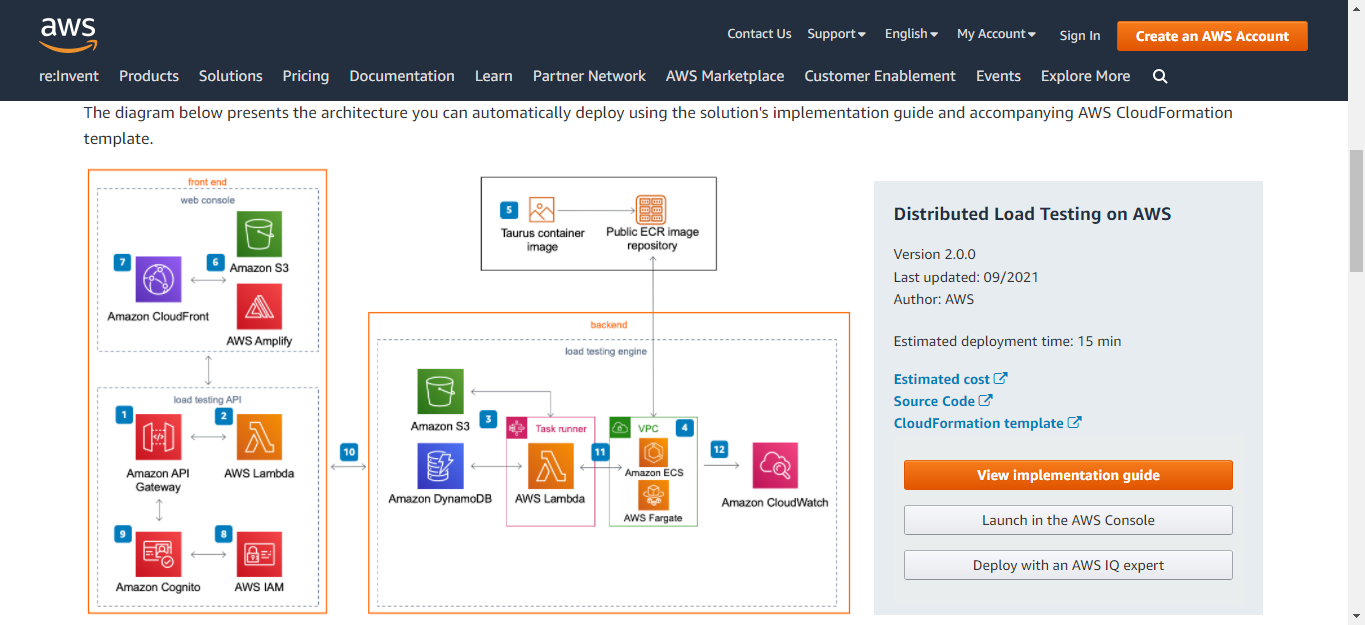 aws
Contact Us Support English My Account Sign In Create an AWS Account
re:Invent Products Solutions Pricing Documentation Learn Partner Network AWS Marketplace Customer Enablement Events Explore More
The diagram below presents the architecture you can automatically deploy using the solution's implementation guide and accompanying AWS CloudFormation
template.
front end
web console
7
6
Amazon S3
Amazon CloudFront
AWS Amplify
load testing API
1
2
Amazon API
Gateway
AWS Lambda
9
8
Amazon Cognito
AWS IAM
10
5
Taurus container
image
Public ECR image
repository
backend
load testing engine
Amazon S3
3
Task runner
VPC
4
Amazon DynamoDB
AWS Lambda
11
Amazon ECS
AWS Fargate
12
Amazon CloudWatch
Distributed Load Testing on AWS
Version 2.0.0
Last updated: 09/2021
Author: AWS
Estimated deployment time: 15 min
Estimated cost
Source Code
CloudFormation template
View implementation guide
Launch in the AWS Console
Deploy with an AWS IQ expert